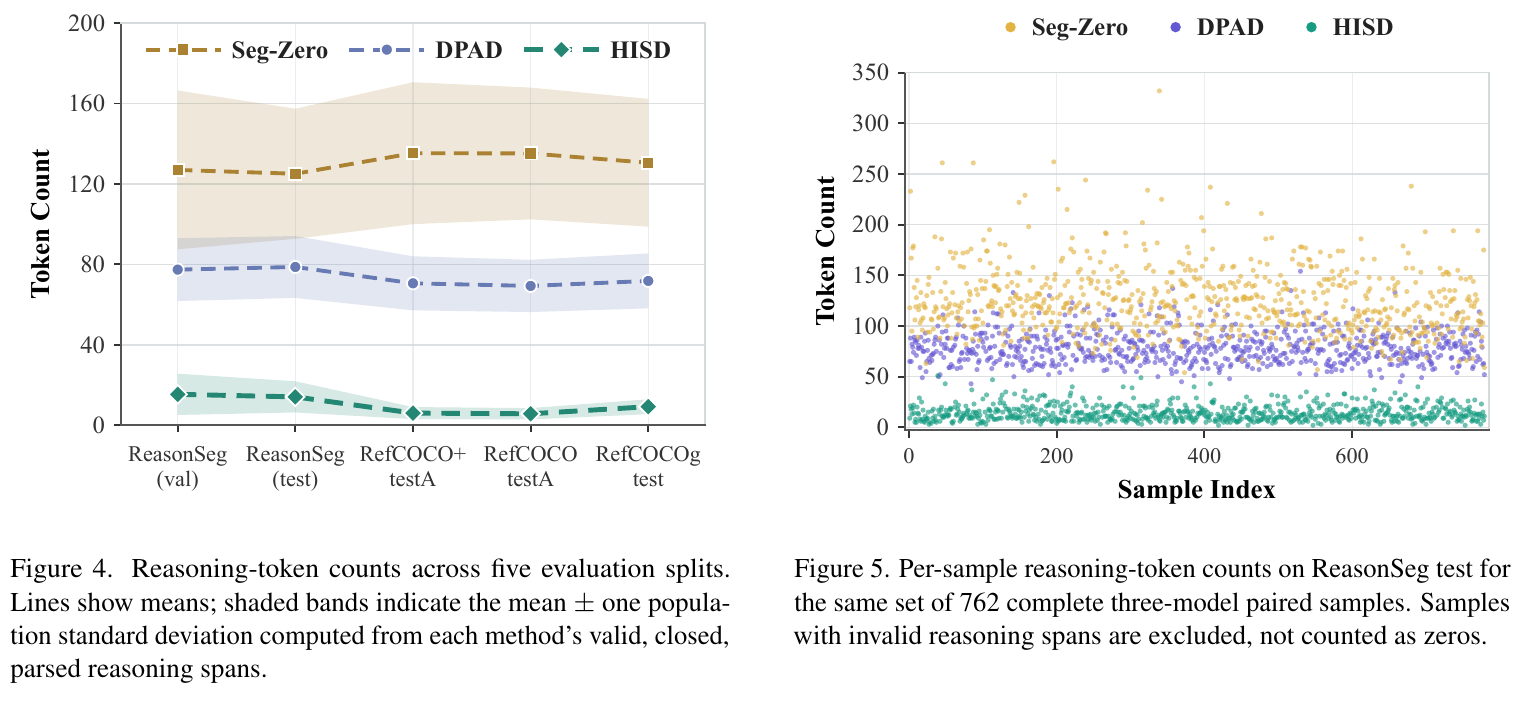 200
160
120
80
40
0
Token Count
Seg-Zero
DPAD
HISD
ReasonSeg
(val)
ReasonSeg
(test)
RefCOCO+
testA
RefCOCO
testA
RefCOCOg
test
Figure 4. Reasoning-token counts across five evaluation splits.
Lines show means; shaded bands indicate the mean ± one popula-
tion standard deviation computed from each method's valid, closed,
parsed reasoning spans.
Seg-Zero
DPAD
HISD
350
300
250
200
150
100
50
0
Token Count
0
200
400
600
Sample Index
Figure 5. Per-sample reasoning-token counts on ReasonSeg test for
the same set of 762 complete three-model paired samples. Samples
with invalid reasoning spans are excluded, not counted as zeros.